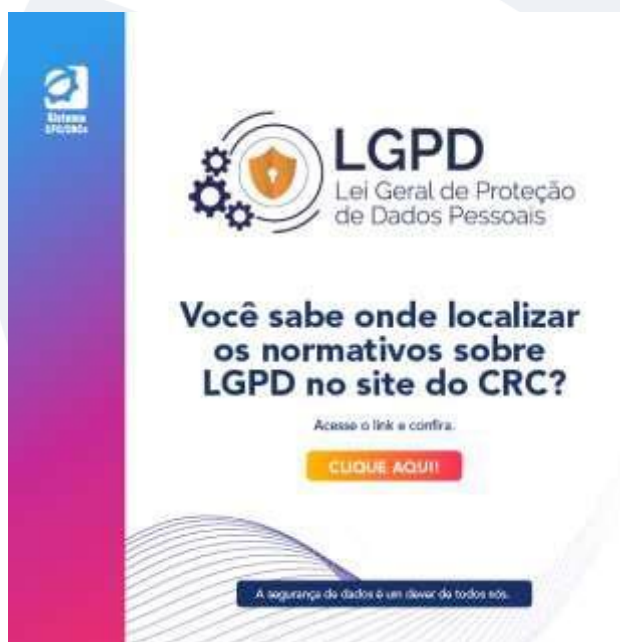 Sistema
CFC/CRCs
LGPD
Lei Geral de Proteção
de Dados Pessoais
Você sabe onde localizar
os normativos sobre
LGPD no site do CRC?
Acesse o link e confira.
CLIQUE AQUI!
A segurança de dados é um dever de todos nós.